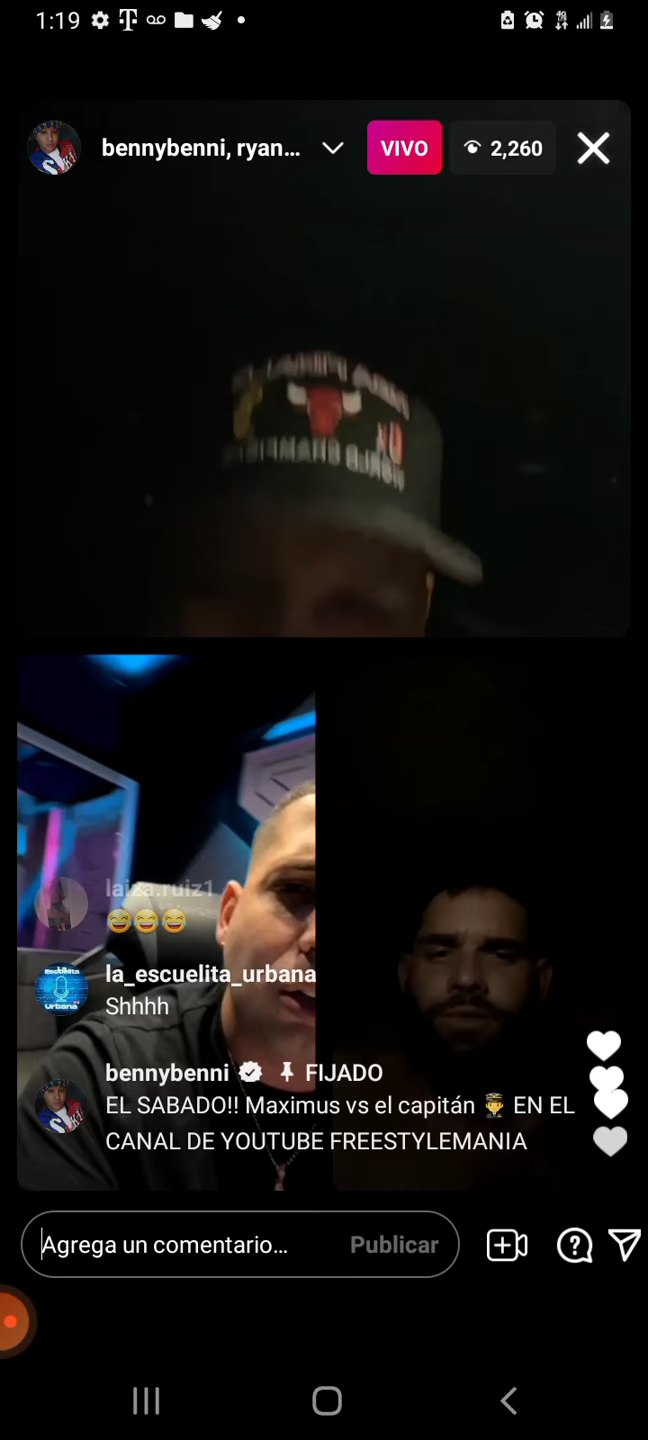 1:19
bennybenni, ryan...
VIVO
2,260
laiza.ruiz1
😂😂😂
la_escuelita_urbana
Shhhh
bennybenni FIJADO
EL SABADO!! Maximus vs el capitán 🧑‍✈️ EN EL
CANAL DE YOUTUBE FREESTYLEMANIA
Agrega un comentario...
Publicar